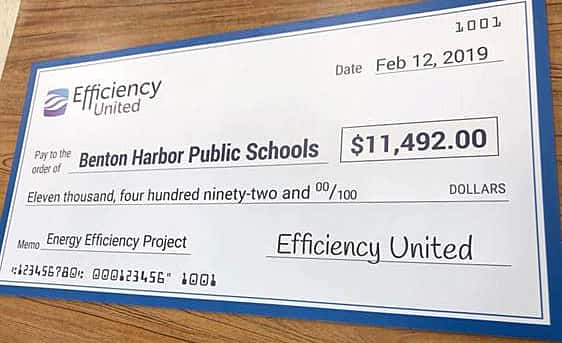 1001
Date Feb 12, 2019
Efficiency
United
Pay to the
order of Benton Harbor Public Schools $11,492.00
Eleven thousand, four hundred ninety-two and 00/100 DOLLARS
Memo Energy Efficiency Project Efficiency United
⑆123456780⑆ 000123456⑈ 1001